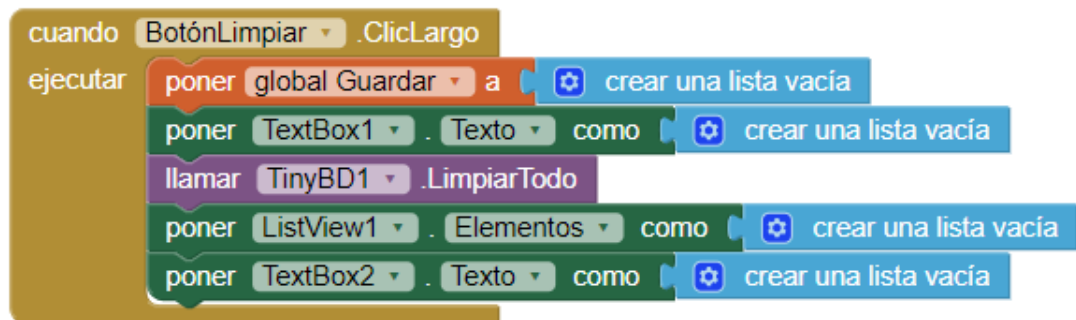 cuando BotónLimpiar .ClicLargo
ejecutar poner global Guardar a crear una lista vacía
poner TextBox1 . Texto como crear una lista vacía
llamar TinyBD1 .LimpiarTodo
poner ListView1 . Elementos como crear una lista vacía
poner TextBox2 . Texto como crear una lista vacía